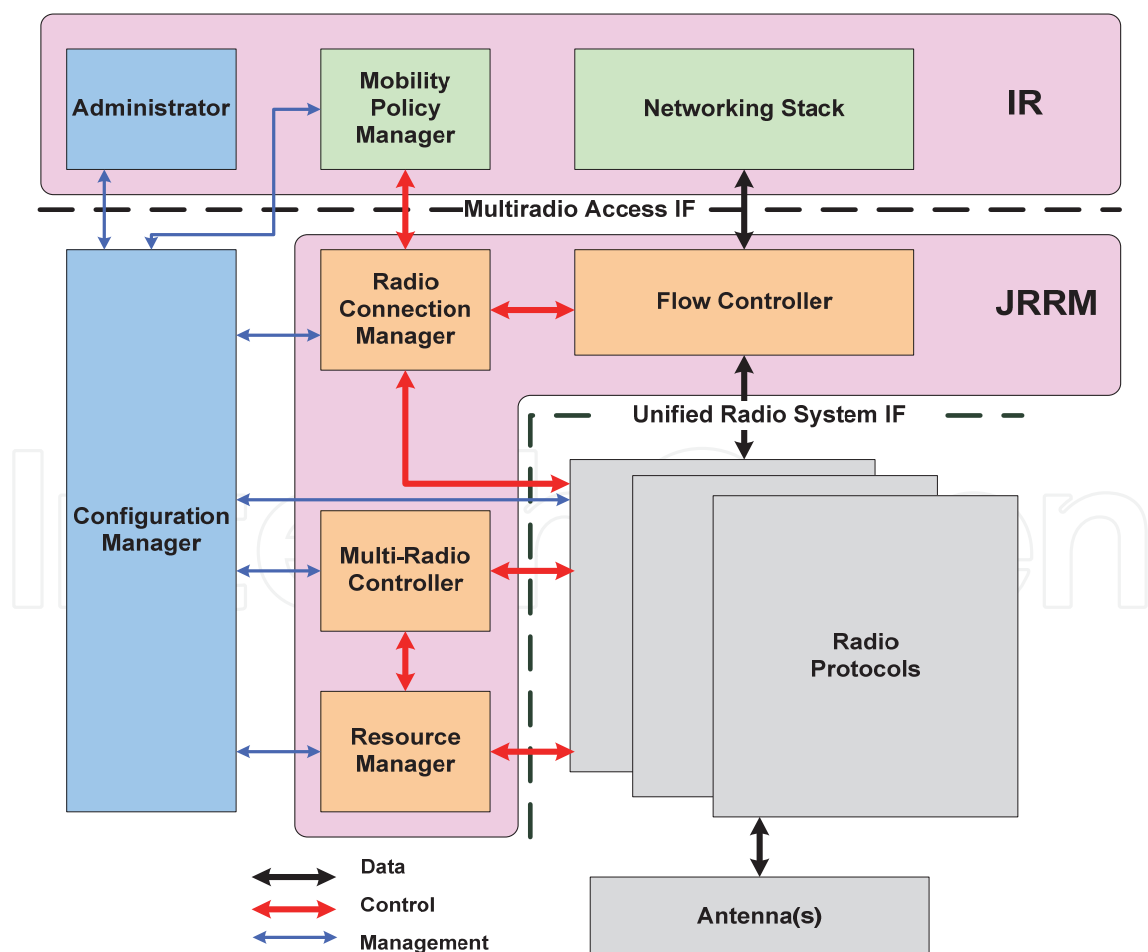 Administrator
Mobility
Policy
Manager
Networking Stack
IR
Multiradio Access IF
Radio
Connection
Manager
Flow Controller
JRRM
Unified Radio System IF
Configuration
Manager
Multi-Radio
Controller
Radio
Protocols
Resource
Manager
Data
Control
Management
Antenna(s)